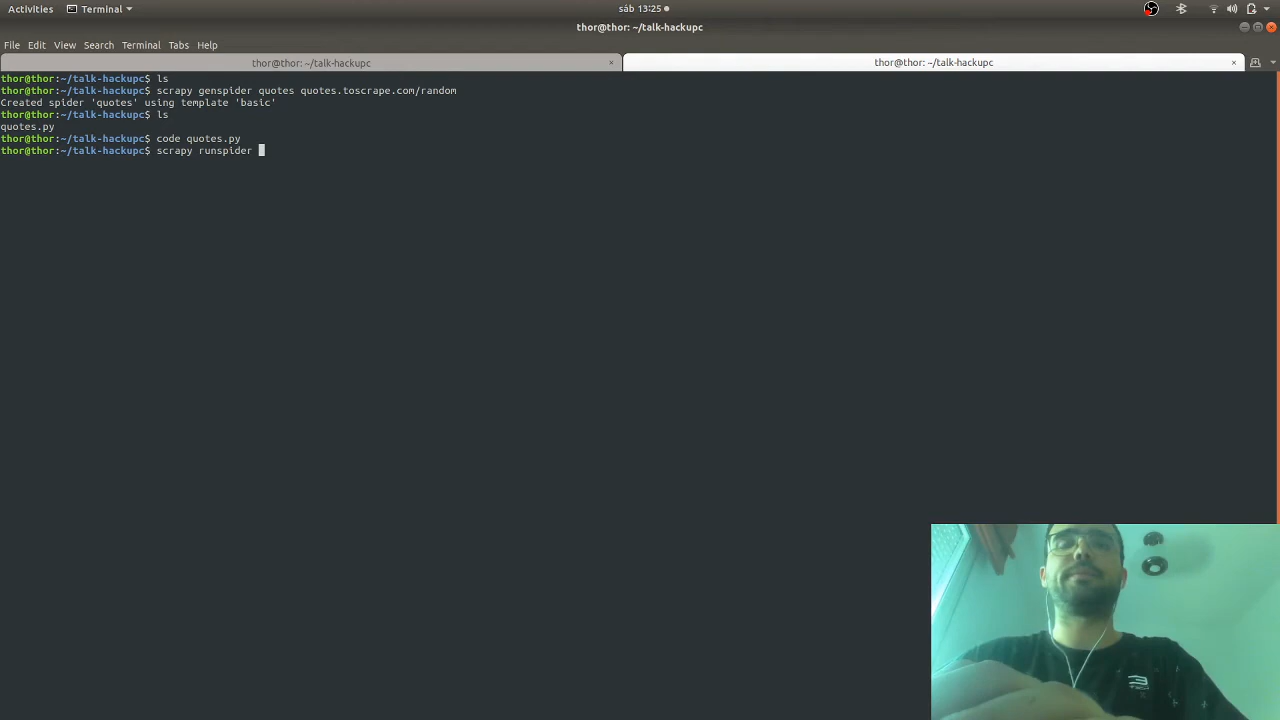 Activities Terminal sáb 13:25
thor@thor: ~/talk-hackupc
File Edit View Search Terminal Tabs Help
thor@thor: ~/talk-hackupc × thor@thor: ~/talk-hackupc ×
thor@thor:~/talk-hackupc$ ls
thor@thor:~/talk-hackupc$ scrapy genspider quotes quotes.toscrape.com/random
Created spider 'quotes' using template 'basic'
thor@thor:~/talk-hackupc$ ls
quotes.py
thor@thor:~/talk-hackupc$ code quotes.py
thor@thor:~/talk-hackupc$ scrapy runspider